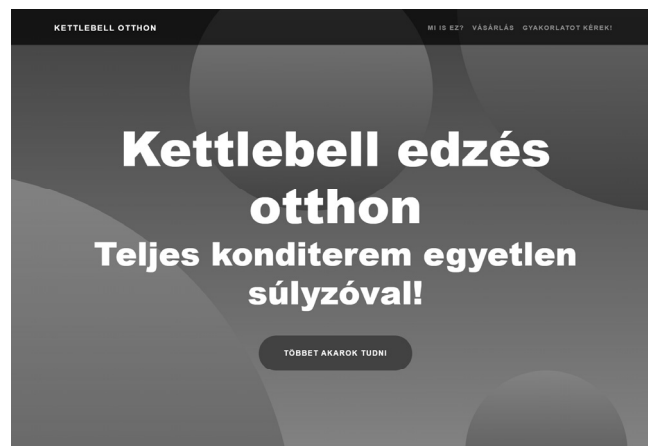 KETTLEBELL OTTHON
MI IS EZ? VÁSÁRLÁS GYAKORLATOT KÉREK!
Kettlebell edzés
otthon
Teljes konditerem egyetlen
súlyzóval!
TÖBBET AKAROK TUDNI